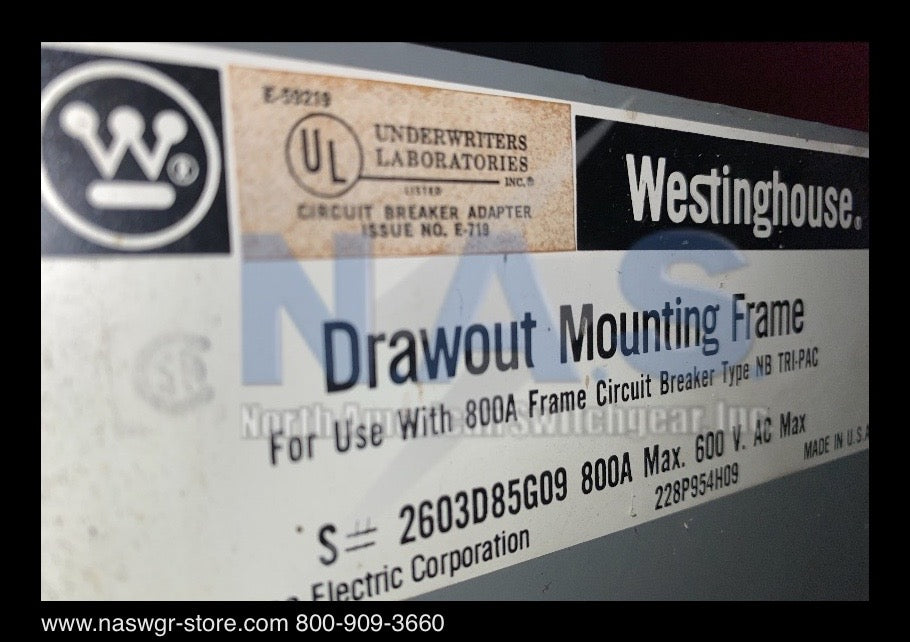 E-59219
UL
UNDERWRITERS
LABORATORIES
INC.®
LISTED
CIRCUIT BREAKER ADAPTER
ISSUE NO. E-719
W®
Westinghouse®
N.A.S
North American Switchgear, Inc.
Drawout Mounting Frame
For Use With 800A Frame Circuit Breaker Type NB TRI-PAC
S# 2603D85G09 800A Max. 600 V. AC Max
228P954H09
MADE IN U.S.A
Electric Corporation
www.naswgr-store.com 800-909-3660